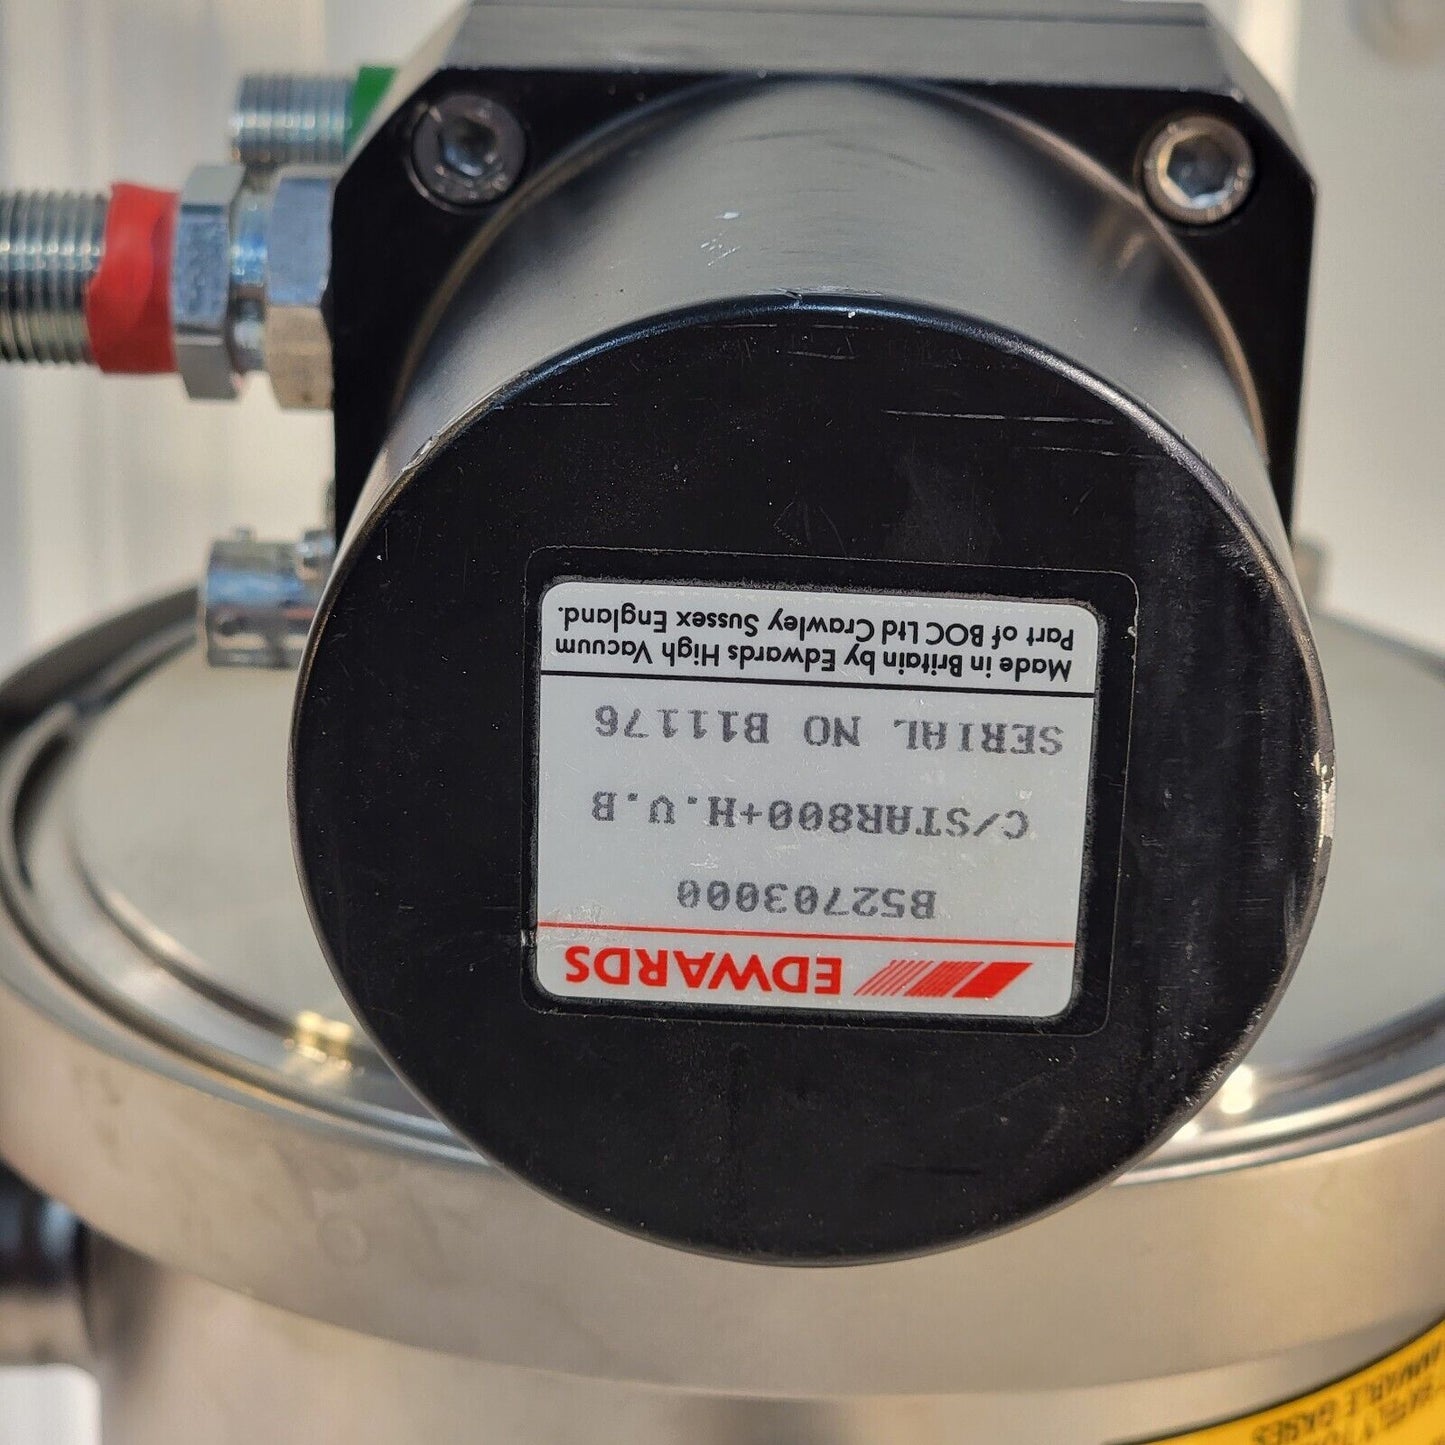 EDWARDS
B52703000
C/STAR800+H.V.B
SERIAL NO B11176
Made in Britain by Edwards High Vacuum
Part of BOC Ltd Crawley Sussex England.
GASES